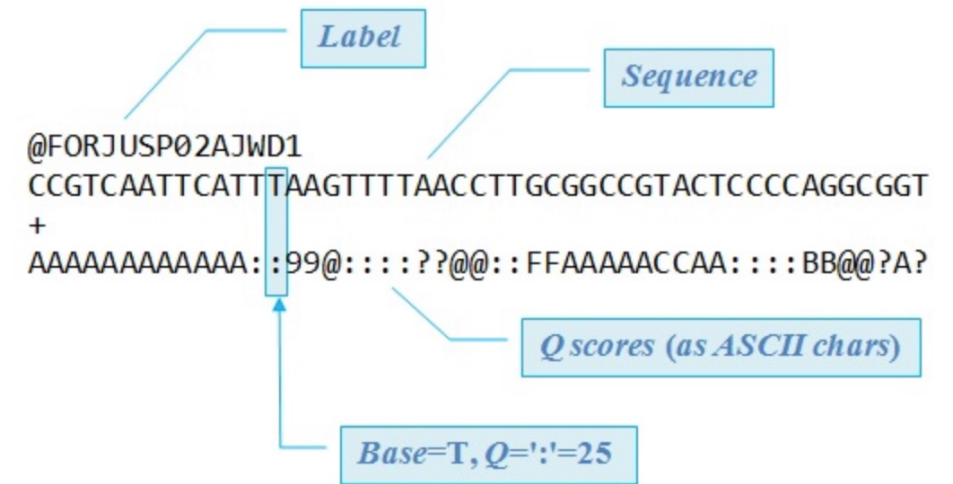 Label
Sequence
@FORJUSP02AJWD1
CCGTCAATTCATTTAAGTTTTAACCTTGCGGCCGTACTCCCCAGGCGGT
+
AAAAAAAAAAAA::99@::::??@@::FFAAAAACCAA::::BB@@?A?
Q scores (as ASCII chars)
Base=T, Q=':'=25